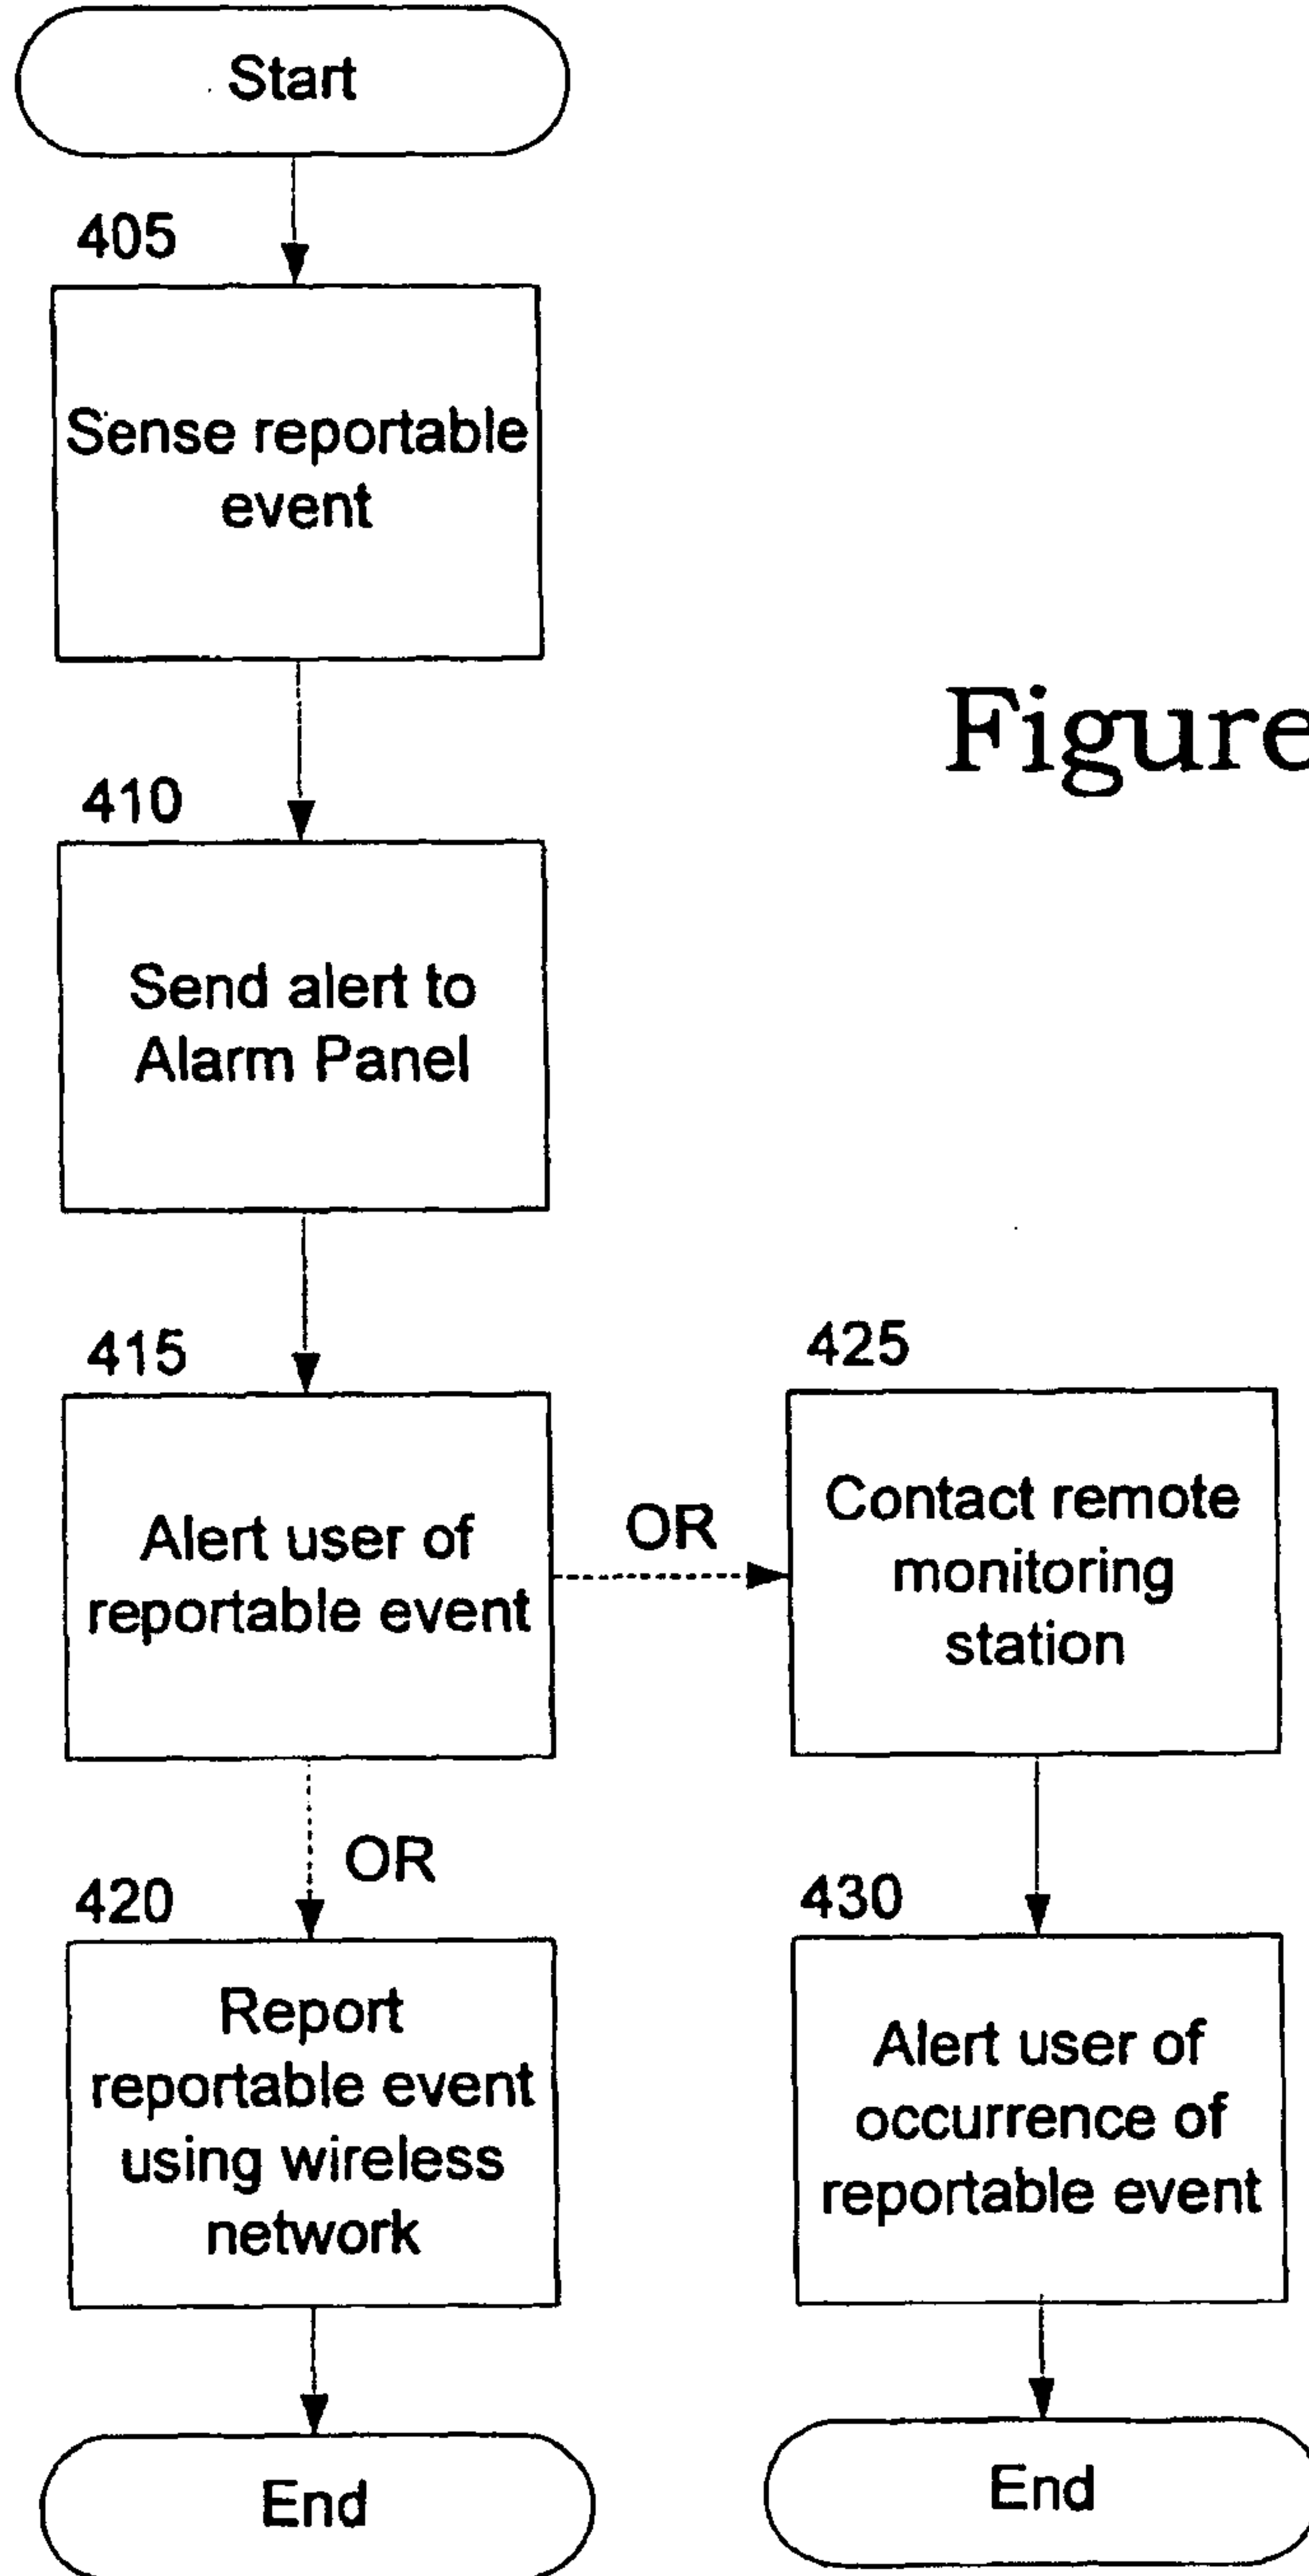 Start
405
Sense reportable
event
Figure
410
Send alert to
Alarm Panel
415
Alert user of
reportable event
OR
425
Contact remote
monitoring
station
OR
420
Report
reportable event
using wireless
network
430
Alert user of
occurrence of
reportable event
End
End